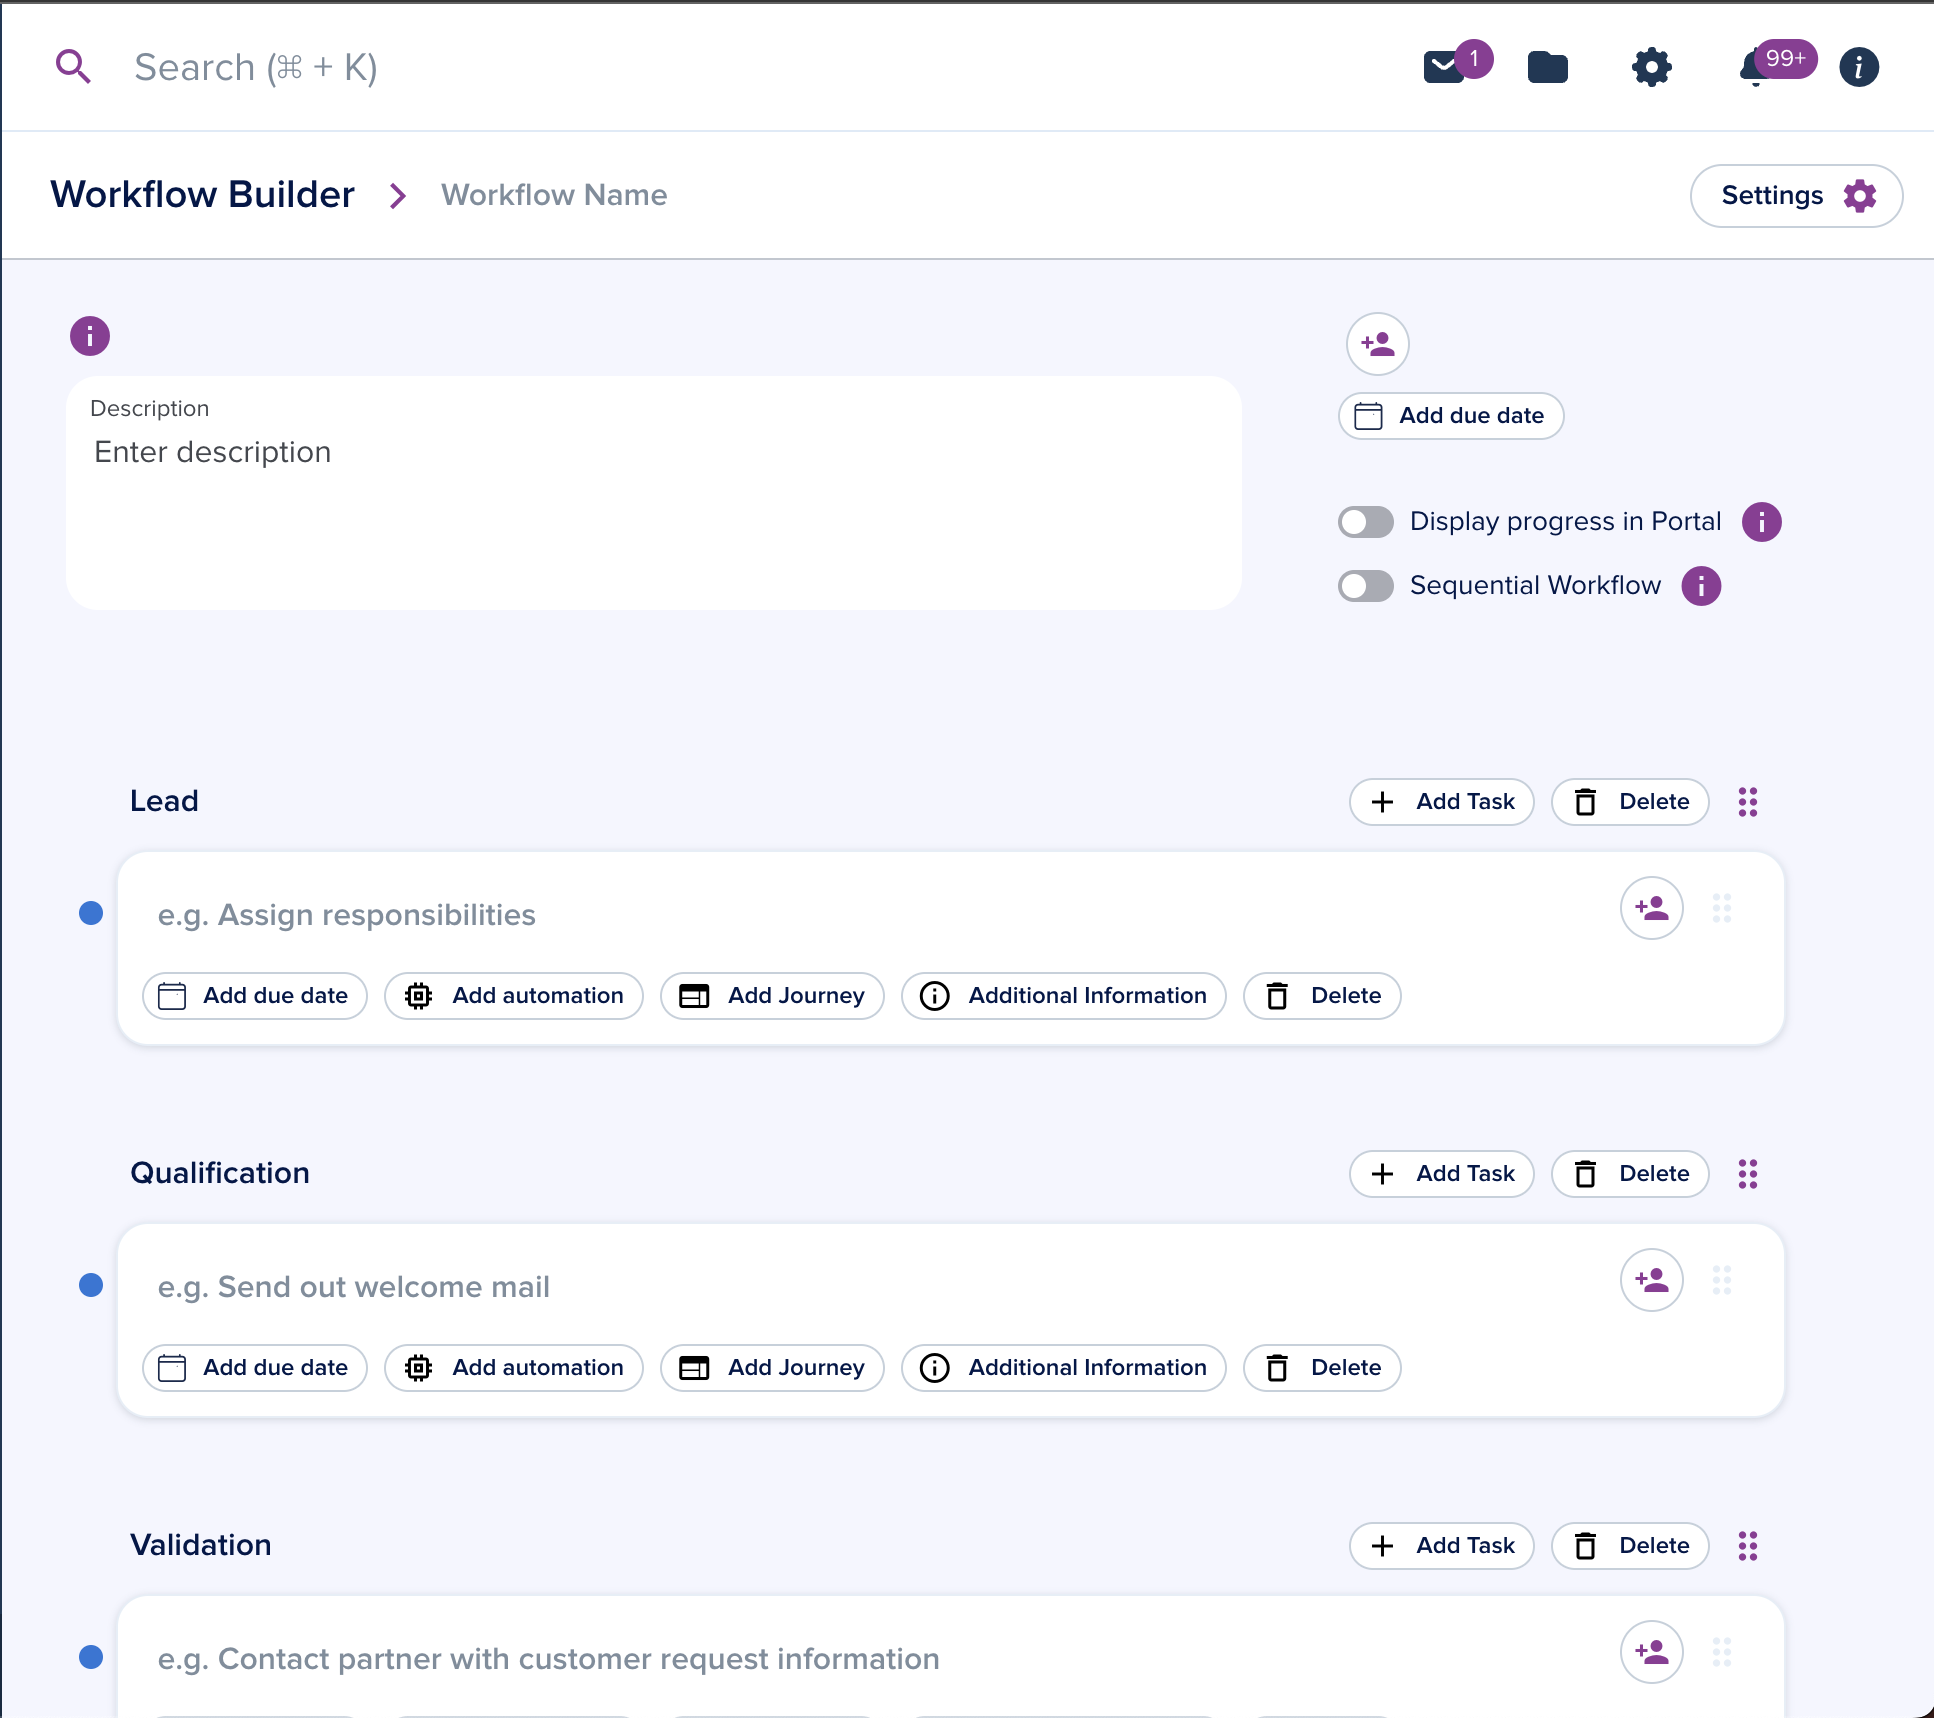 Search (⌘ + K)
1
99+
Workflow Builder
Workflow Name
Settings
Description
Enter description
Add due date
Display progress in Portal
Sequential Workflow
Lead
Add Task
Delete
e.g. Assign responsibilities
Add due date
Add automation
Add Journey
Additional Information
Delete
Qualification
Add Task
Delete
e.g. Send out welcome mail
Add due date
Add automation
Add Journey
Additional Information
Delete
Validation
Add Task
Delete
e.g. Contact partner with customer request information